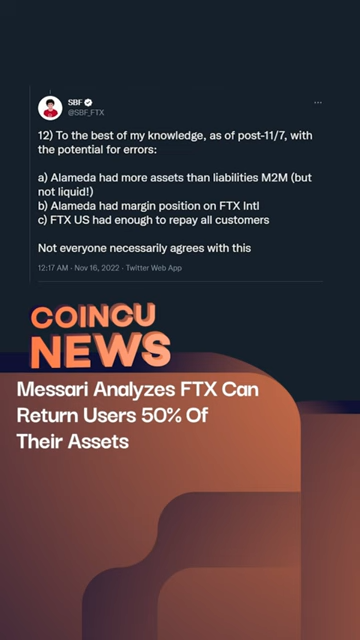 SBF
@SBF_FTX
12) To the best of my knowledge, as of post-11/7, with
the potential for errors:
a) Alameda had more assets than liabilities M2M (but
not liquid!)
b) Alameda had margin position on FTX Intl
c) FTX US had enough to repay all customers
Not everyone necessarily agrees with this
12:17 AM · Nov 16, 2022 · Twitter Web App
COINCU
NEWS
Messari Analyzes FTX Can
Return Users 50% Of
Their Assets